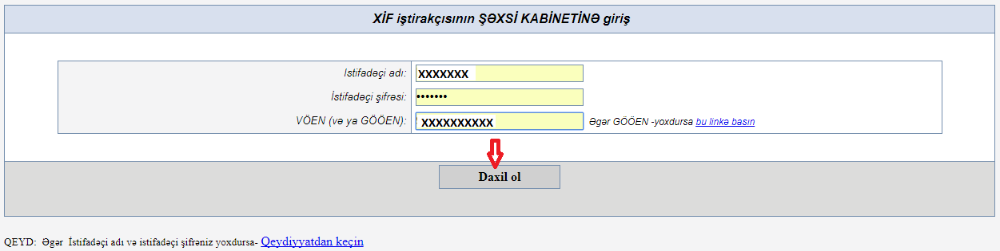 XİF iştirakçısının ŞƏXSİ KABİNETİNƏ giriş
Istifadəçi adı: XXXXXXX
İstifadəçi şifrəsi: •••••••
VÖEN (və ya GÖÖEN): XXXXXXXXXX Əgər GÖÖEN -yoxdursa bu linkə basın
Daxil ol
QEYD: Əgər İstifadəçi adı və istifadəçi şifrəniz yoxdursa- Qeydiyyatdan keçin